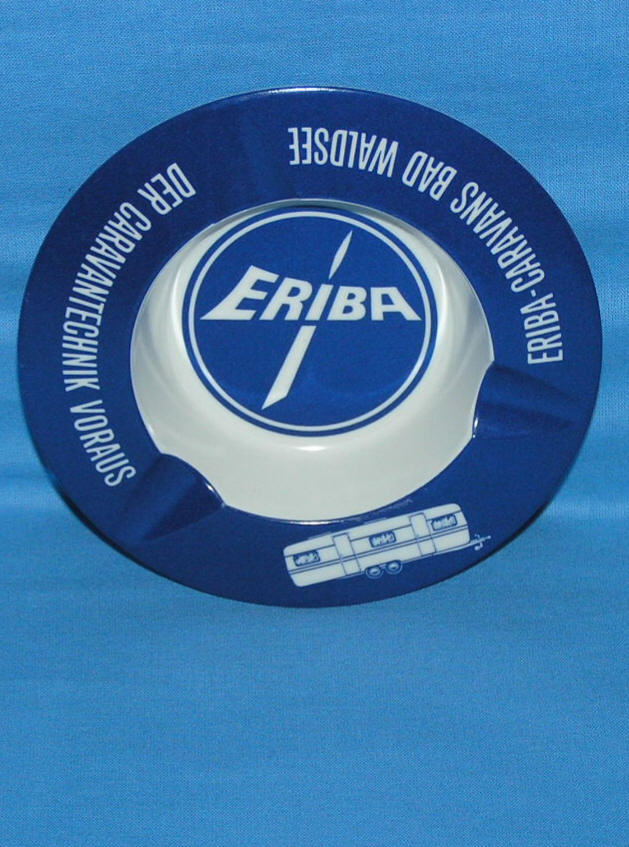 ERIBA
DER CARAVANTECHNIK VORAUS
ERIBA-CARAVANS BAD WALDSEE